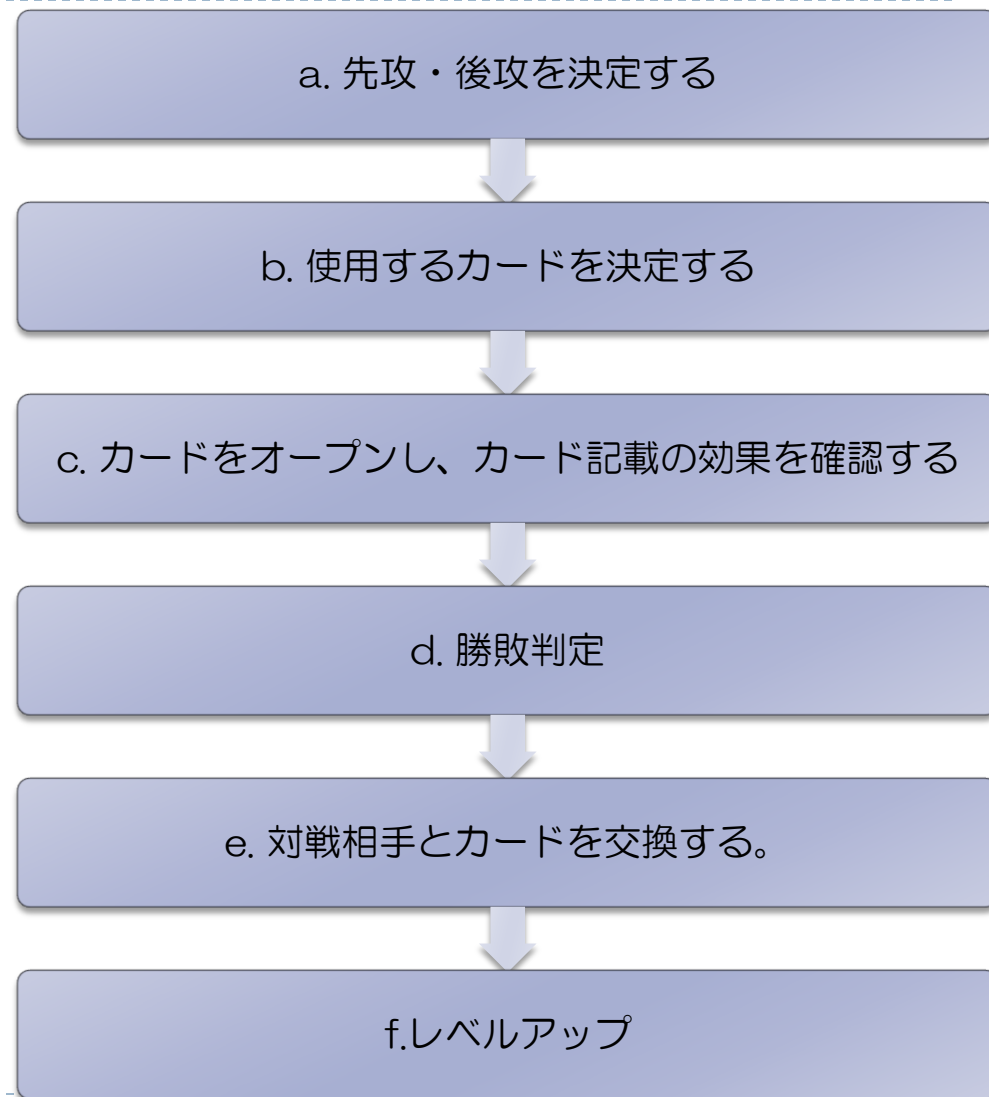 a. 先攻・後攻を決定する
b. 使用するカードを決定する
c. カードをオープンし、カード記載の効果を確認する
d. 勝敗判定
e. 対戦相手とカードを交換する。
f.レベルアップ